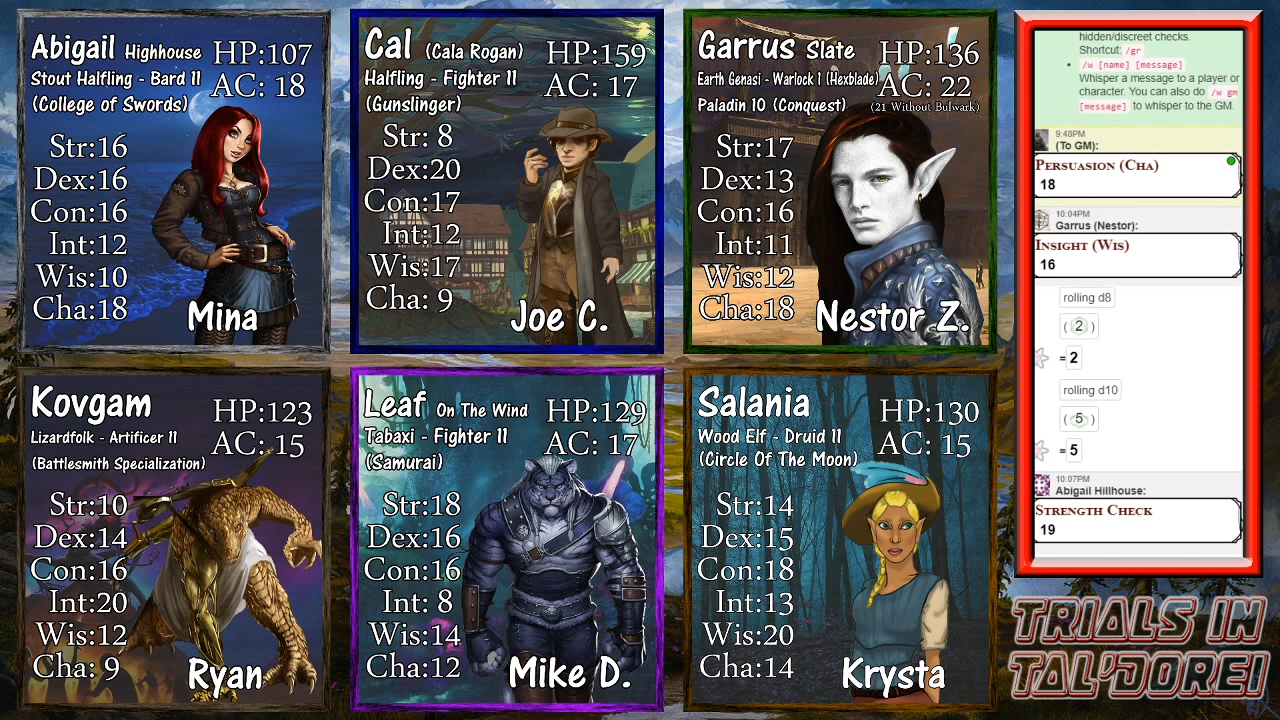 Abigail Highhouse HP:107
Stout Halfling - Bard 11
(College of Swords) AC: 18
Str:16
Dex:16
Con:16
Int:12
Wis:10
Cha:18
Mina
Cal (Cala Rogan) HP:159
Halfling - Fighter 11 AC: 17
(Gunslinger)
Str: 8
Dex:20
Con:17
Int:12
Wis:17
Cha: 9
Joe C.
Garrus Slate HP:136
Earth Genasi - Warlock 1 (Hexblade) AC: 22
Paladin 10 (Conquest) (21 Without Bulwark)
Str:17
Dex:13
Con:16
Int:11
Wis:12
Cha:18
Nestor Z.
Kovgam HP:123
Lizardfolk - Artificer 11 AC: 15
(Battlesmith Specialization)
Str:10
Dex:14
Con:16
Int:20
Wis:12
Cha: 9
Ryan
Leaf On The Wind HP:129
Tabaxi - Fighter 11 AC: 17
(Samurai)
Str:18
Dex:16
Con:16
Int: 8
Wis:14
Cha:12
Mike D.
Salania HP:130
Wood Elf - Druid 11 AC: 15
(Circle Of The Moon)
Str:14
Dex:15
Con:18
Int:13
Wis:20
Cha:14
Krysta
hidden/discreet checks.
Shortcut: /gr
• /w [name] [message]
Whisper a message to a player or
character. You can also do /w gm
[message] to whisper to the GM.
9:48PM
(To GM):
Persuasion (Cha)
18
10:04PM
Garrus (Nestor):
Insight (Wis)
16
rolling d8
(2)
=2
rolling d10
(5)
=5
10:07PM
Abigail Hillhouse:
Strength Check
19
TRIALS IN
TAL'DOREI